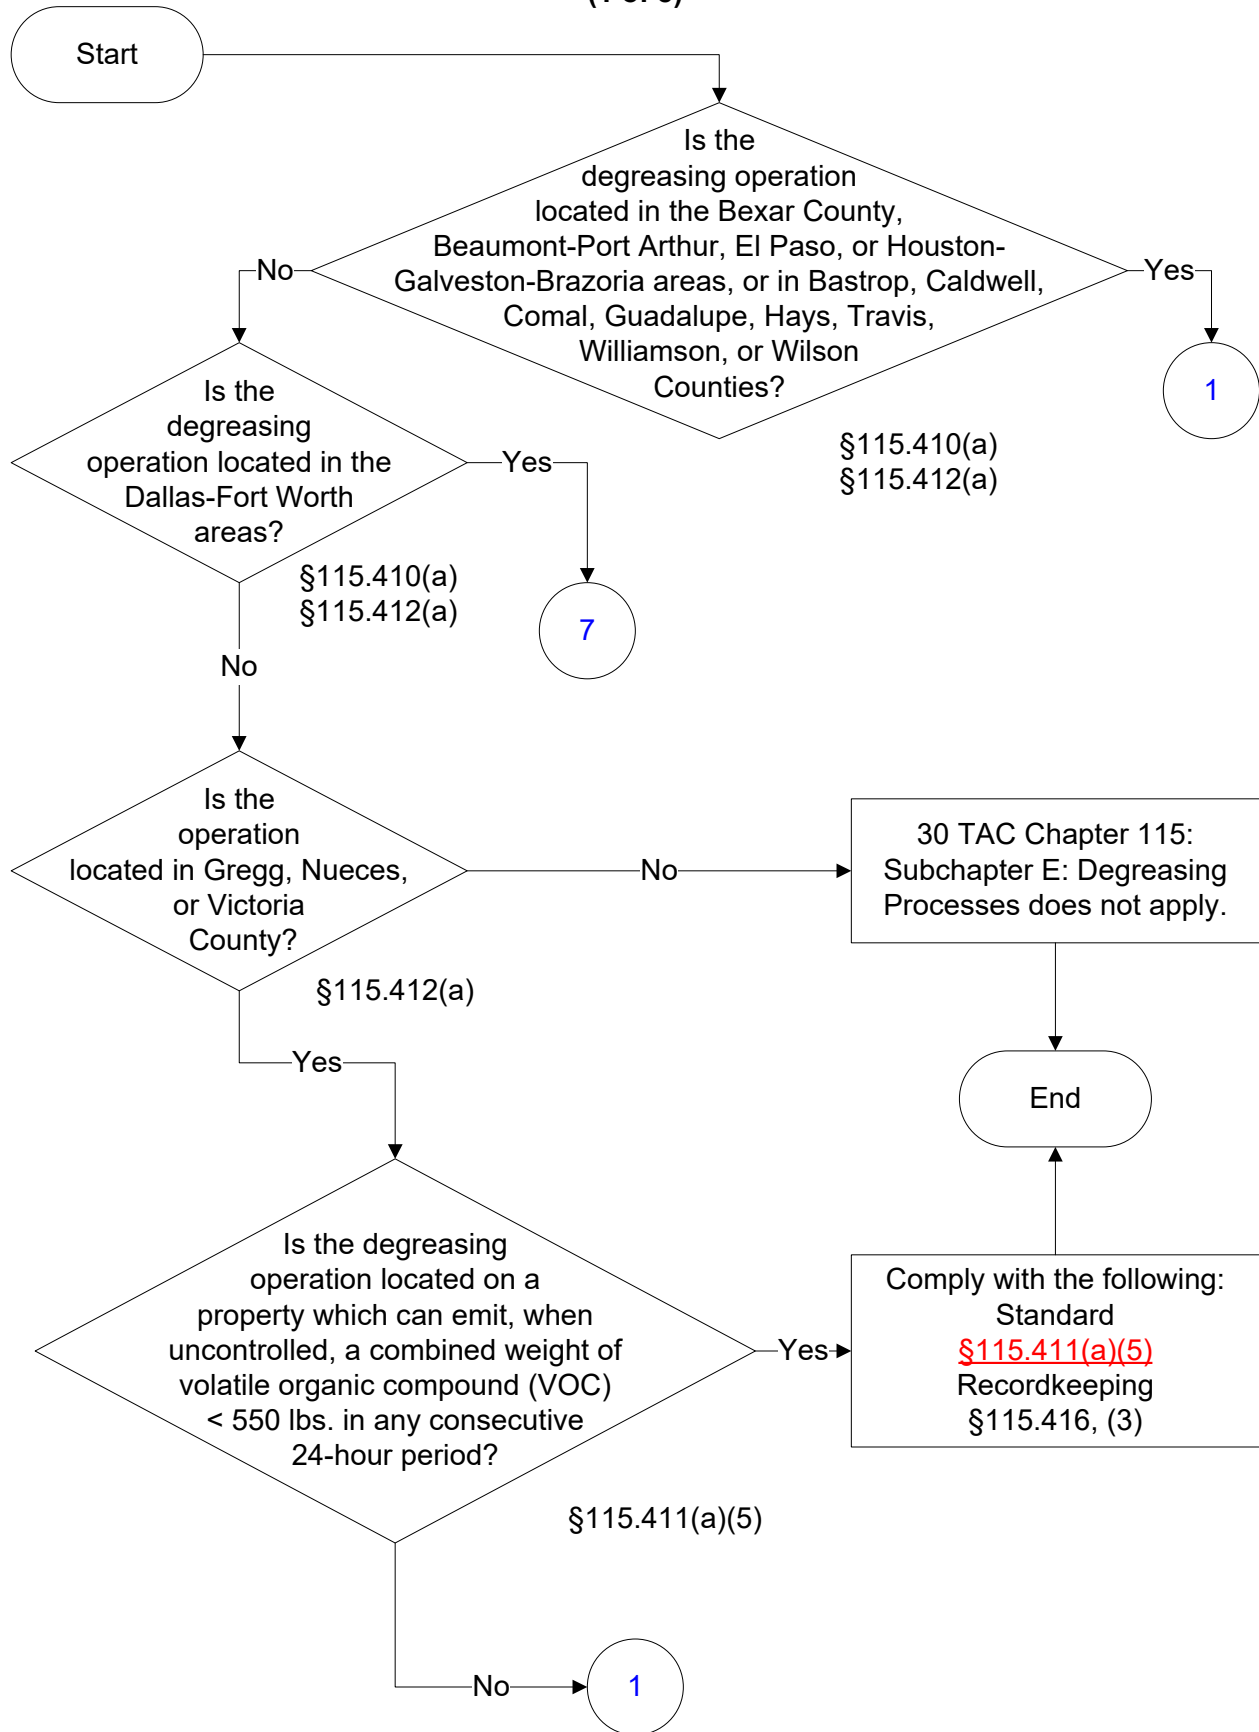 Start
Is the
degreasing operation
located in the Bexar County,
Beaumont-Port Arthur, El Paso, or Houston-
Galveston-Brazoria areas, or in Bastrop, Caldwell,
Comal, Guadalupe, Hays, Travis,
Williamson, or Wilson
Counties?
No
Yes
1
§115.410(a)
§115.412(a)
Is the
degreasing
operation located in the
Dallas-Fort Worth
areas?
Yes
7
§115.410(a)
§115.412(a)
No
Is the
operation
located in Gregg, Nueces,
or Victoria
County?
No
30 TAC Chapter 115:
Subchapter E: Degreasing
Processes does not apply.
§115.412(a)
Yes
End
Is the degreasing
operation located on a
property which can emit, when
uncontrolled, a combined weight of
volatile organic compound (VOC)
< 550 lbs. in any consecutive
24-hour period?
Yes
Comply with the following:
Standard
§115.411(a)(5)
Recordkeeping
§115.416, (3)
§115.411(a)(5)
No
1